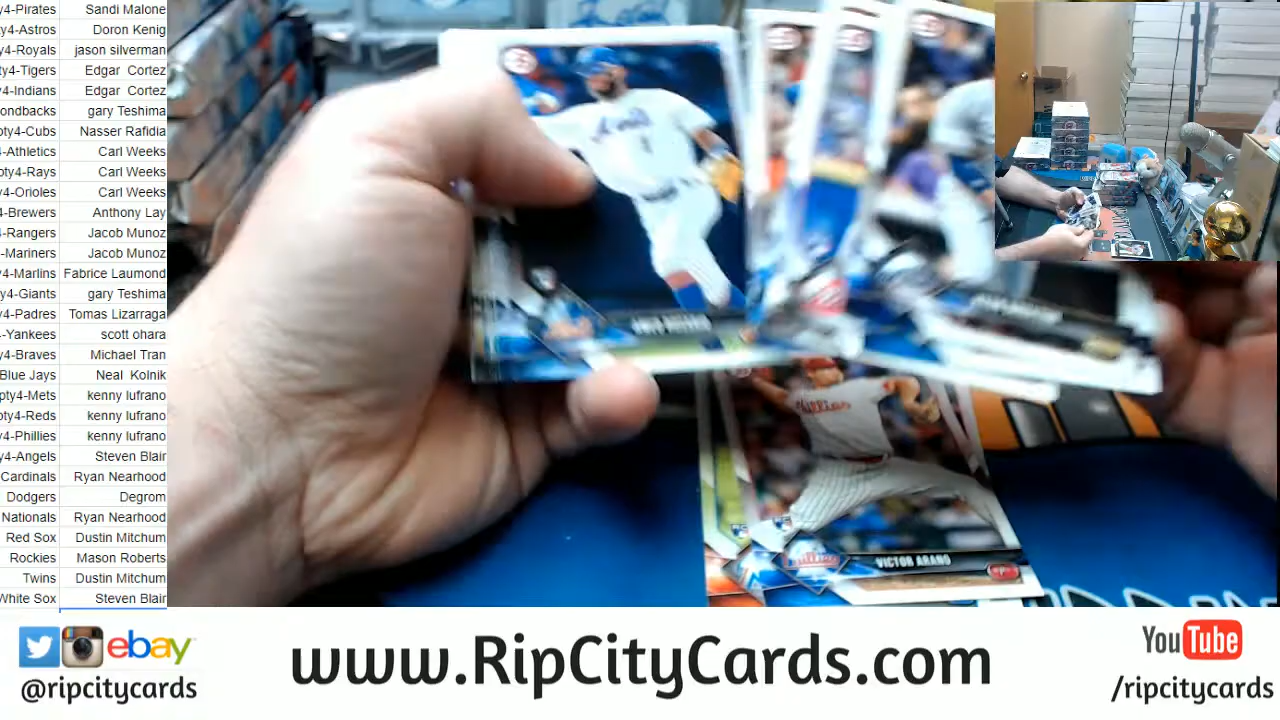 y4-Pirates Sandi Malone
y4-Astros Doron Kenig
y4-Royals jason silverman
ty4-Tigers Edgar Cortez
y4-Indians Edgar Cortez
ondbacks gary Teshima
pty4-Cubs Nasser Rafidia
-Athletics Carl Weeks
oty4-Rays Carl Weeks
y4-Orioles Carl Weeks
-Brewers Anthony Lay
-Rangers Jacob Munoz
-Mariners Jacob Munoz
4-Marlins Fabrice Laumond
y4-Giants gary Teshima
y4-Padres Tomas Lizarraga
-Yankees scott ohara
y4-Braves Michael Tran
Blue Jays Neal Kolnik
pty4-Mets kenny lufrano
oty4-Reds kenny lufrano
4-Phillies kenny lufrano
y4-Angels Steven Blair
Cardinals Ryan Nearhood
Dodgers Degrom
Nationals Ryan Nearhood
Red Sox Dustin Mitchum
Rockies Mason Roberts
Twins Dustin Mitchum
White Sox Steven Blair
Mets
Phillies
Phillies
VICTOR ARANO
P
ebay
@ripcitycards
www.RipCityCards.com
YouTube
/ripcitycards